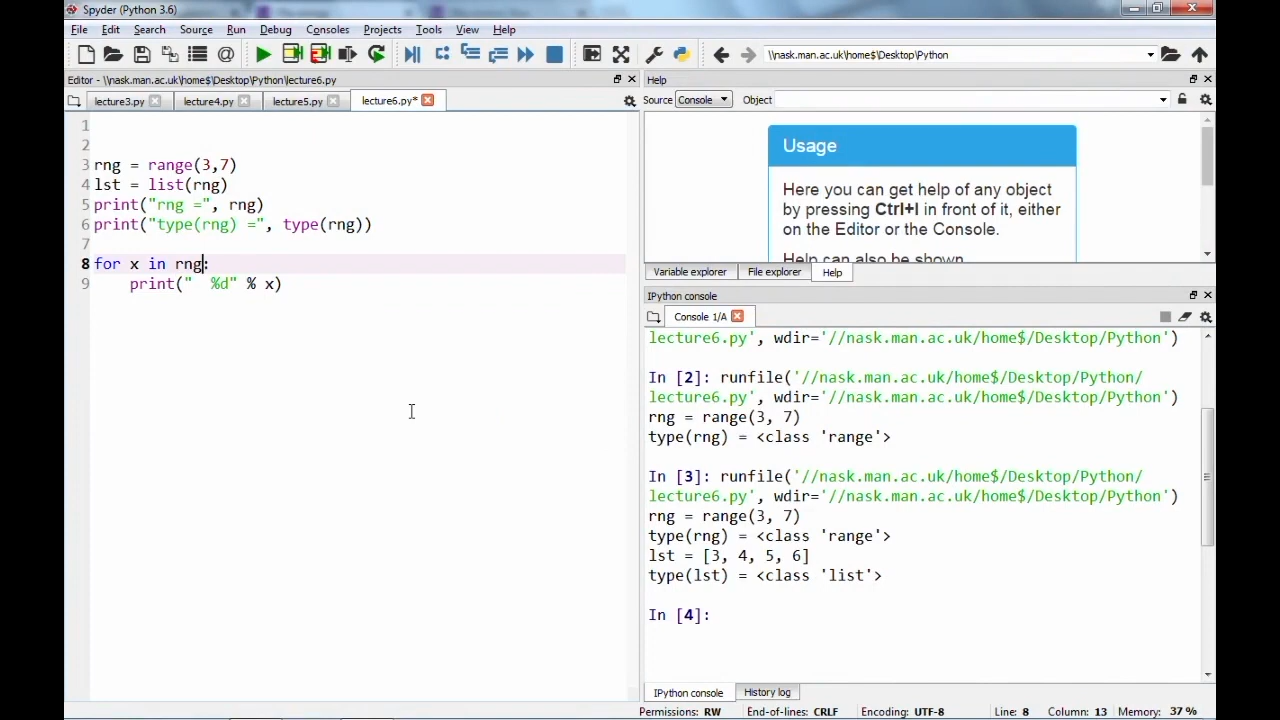 Spyder (Python 3.6)
File Edit Search Source Run Debug Consoles Projects Tools View Help
\\nask.man.ac.uk\home$\Desktop\Python
Editor - \\nask.man.ac.uk\home$\Desktop\Python\lecture6.py
Help
lecture3.py lecture4.py lecture5.py lecture6.py*
Source Console Object
1
2
3 rng = range(3,7)
4 lst = list(rng)
5 print("rng =", rng)
6 print("type(rng) =", type(rng))
7
8 for x in rng:
9 print("  %d" % x)
Usage
Here you can get help of any object
by pressing Ctrl+I in front of it, either
on the Editor or the Console.
Help can also be shown
Variable explorer File explorer Help
IPython console
Console 1/A
lecture6.py', wdir='//nask.man.ac.uk/home$/Desktop/Python')
In [2]: runfile('//nask.man.ac.uk/home$/Desktop/Python/
lecture6.py', wdir='//nask.man.ac.uk/home$/Desktop/Python')
rng = range(3, 7)
type(rng) = <class 'range'>
In [3]: runfile('//nask.man.ac.uk/home$/Desktop/Python/
lecture6.py', wdir='//nask.man.ac.uk/home$/Desktop/Python')
rng = range(3, 7)
type(rng) = <class 'range'>
lst = [3, 4, 5, 6]
type(lst) = <class 'list'>
In [4]:
IPython console History log
Permissions: RW End-of-lines: CRLF Encoding: UTF-8 Line: 8 Column: 13 Memory: 37 %